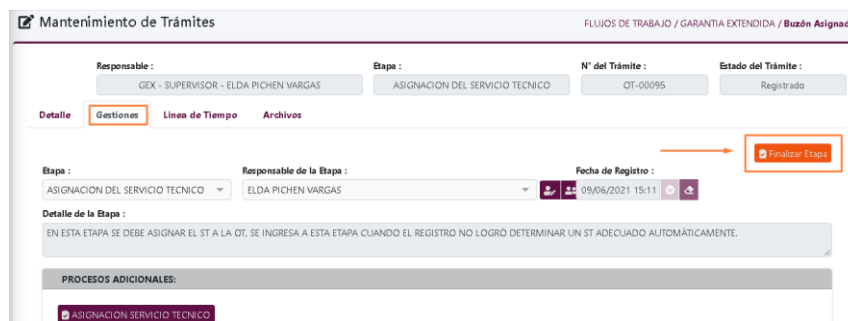 Mantenimiento de Trámites
FLUJOS DE TRABAJO / GARANTIA EXTENDIDA / Buzón Asignad
Responsable : Etapa : N° del Trámite : Estado del Trámite :
GEX - SUPERVISOR - ELDA PICHEN VARGAS ASIGNACION DEL SERVICIO TECNICO OT-00095 Registrado
Detalle Gestiones Linea de Tiempo Archivos
Finalizar Etapa
Etapa : Responsable de la Etapa : Fecha de Registro :
ASIGNACION DEL SERVICIO TECNICO ELDA PICHEN VARGAS 09/06/2021 15:11
Detalle de la Etapa :
EN ESTA ETAPA SE DEBE ASIGNAR EL ST A LA OT, SE INGRESA A ESTA ETAPA CUANDO EL REGISTRO NO LOGRÓ DETERMINAR UN ST ADECUADO AUTOMÁTICAMENTE.
PROCESOS ADICIONALES:
ASIGNACION SERVICIO TECNICO